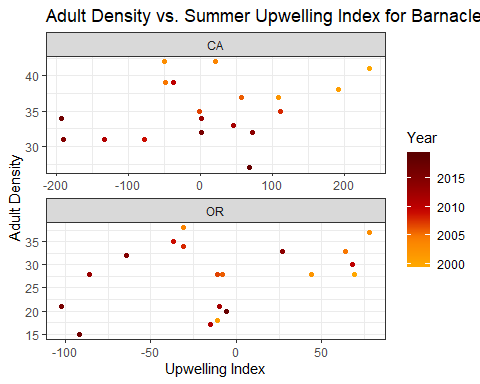 Adult Density vs. Summer Upwelling Index for Barnacle
CA
40
35
30
-200 -100 0 100 200
OR
35
30
25
20
15
-100 -50 0 50
Adult Density
Upwelling Index
Year
2015
2010
2005
2000